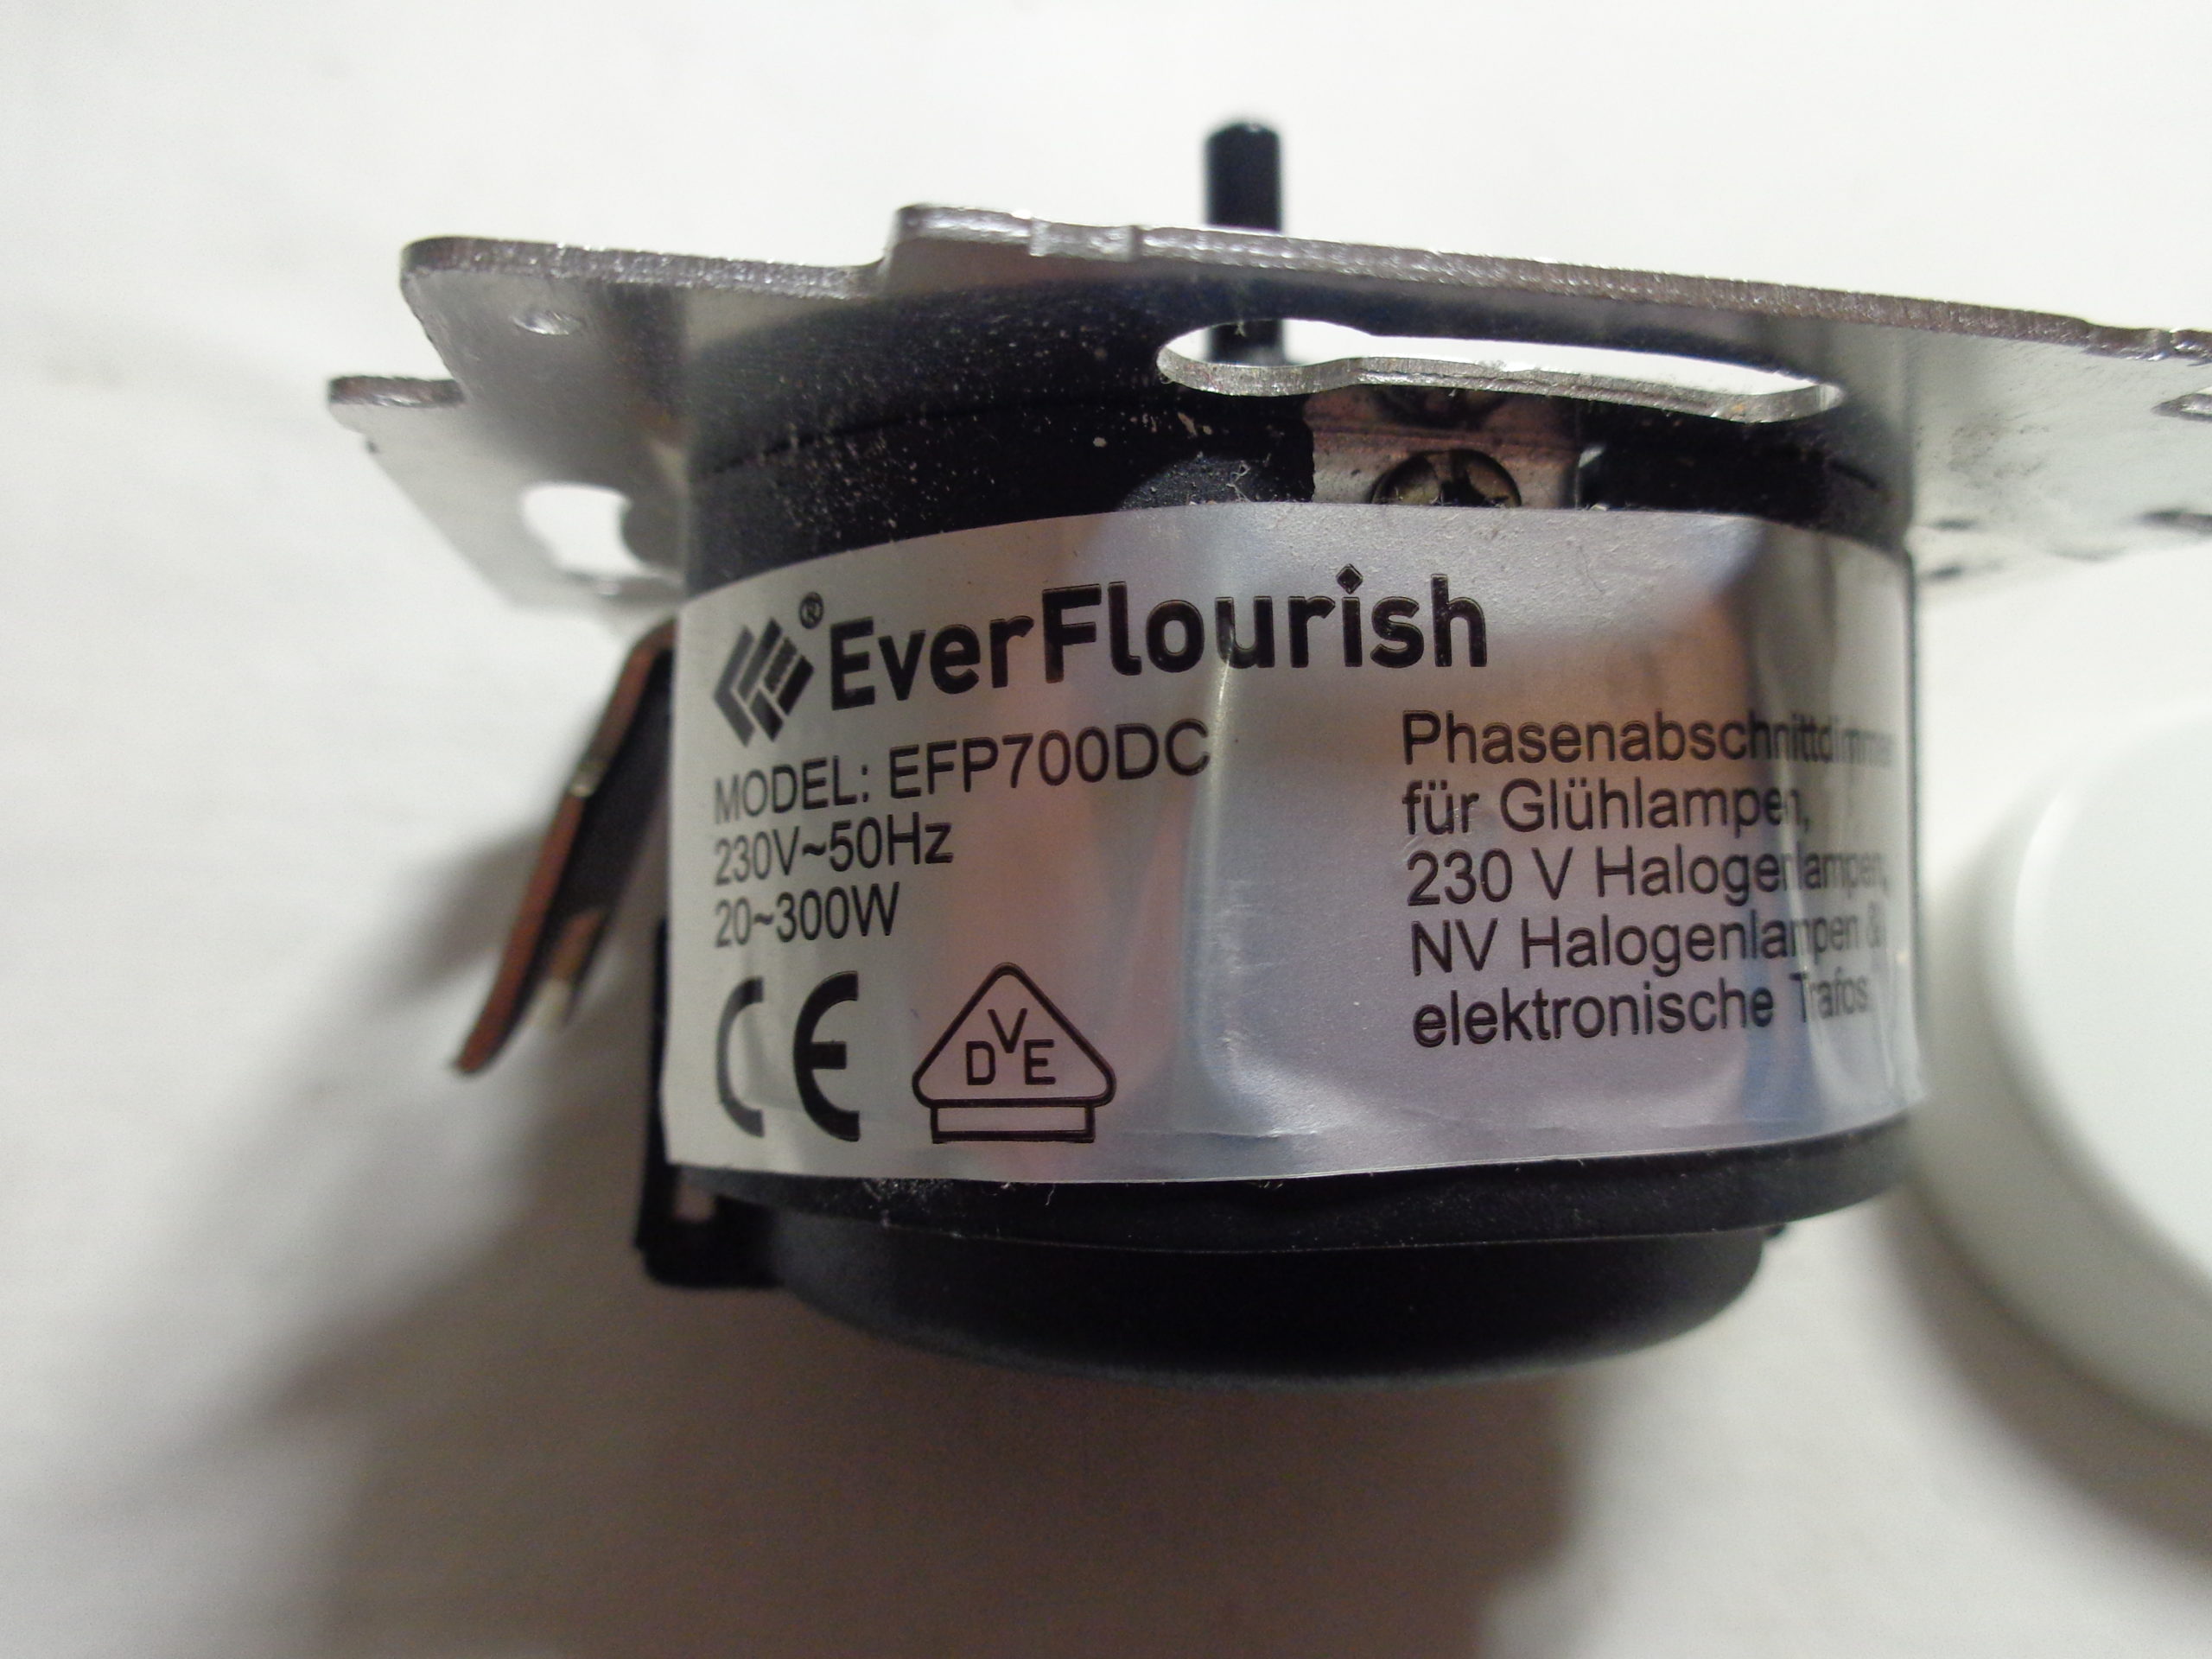 ® EverFlourish
MODEL: EFP700DC
230V~50Hz
20~300W
CE
DVE
Phasenabschnittdimmer
für Glühlampen,
230 V Halogenlampen,
NV Halogenlampen &
elektronische Trafos